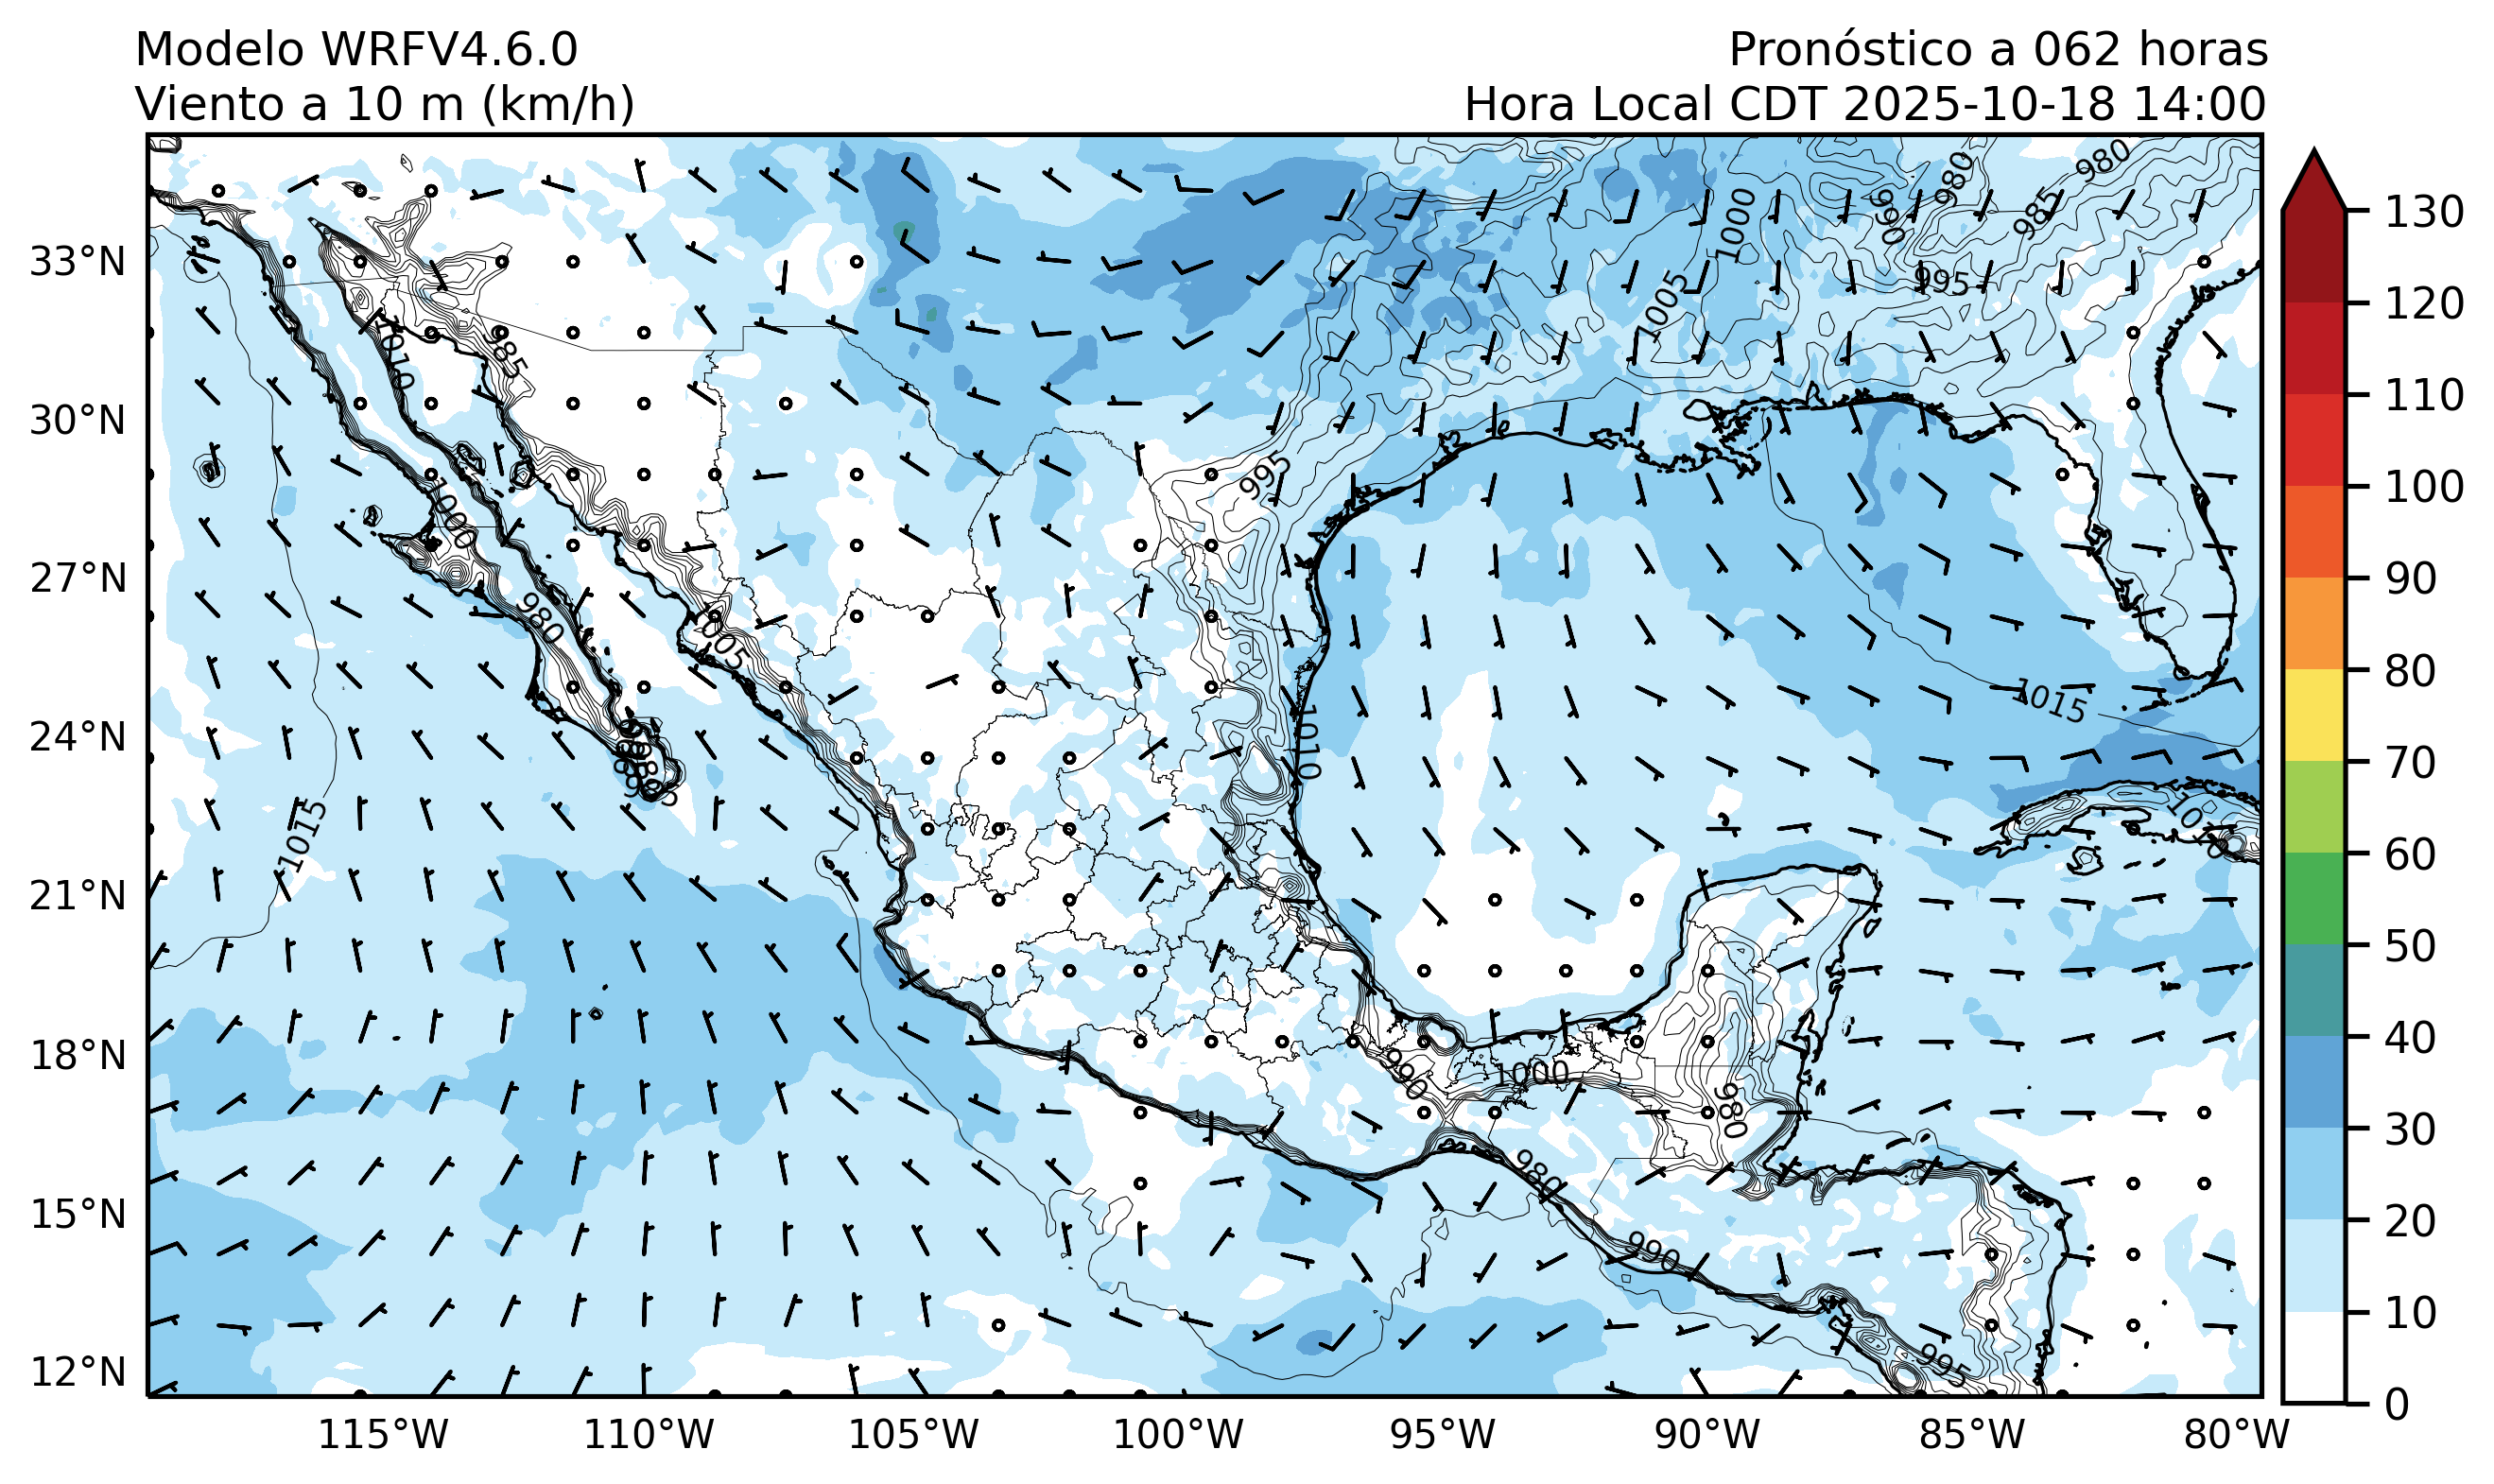 Modelo WRFV4.6.0
Pronóstico a 062 horas
Viento a 10 m (km/h)
Hora Local CDT 2025-10-18 14:00
33°N
30°N
27°N
24°N
21°N
18°N
15°N
12°N
115°W
110°W
105°W
100°W
95°W
90°W
85°W
80°W
130
120
110
100
90
80
70
60
50
40
30
20
10
0
980
980
990
985
1000
995
1005
1010
985
995
1000
980
1005
1015
1010
1015
1010
990
1000
980
980
990
995